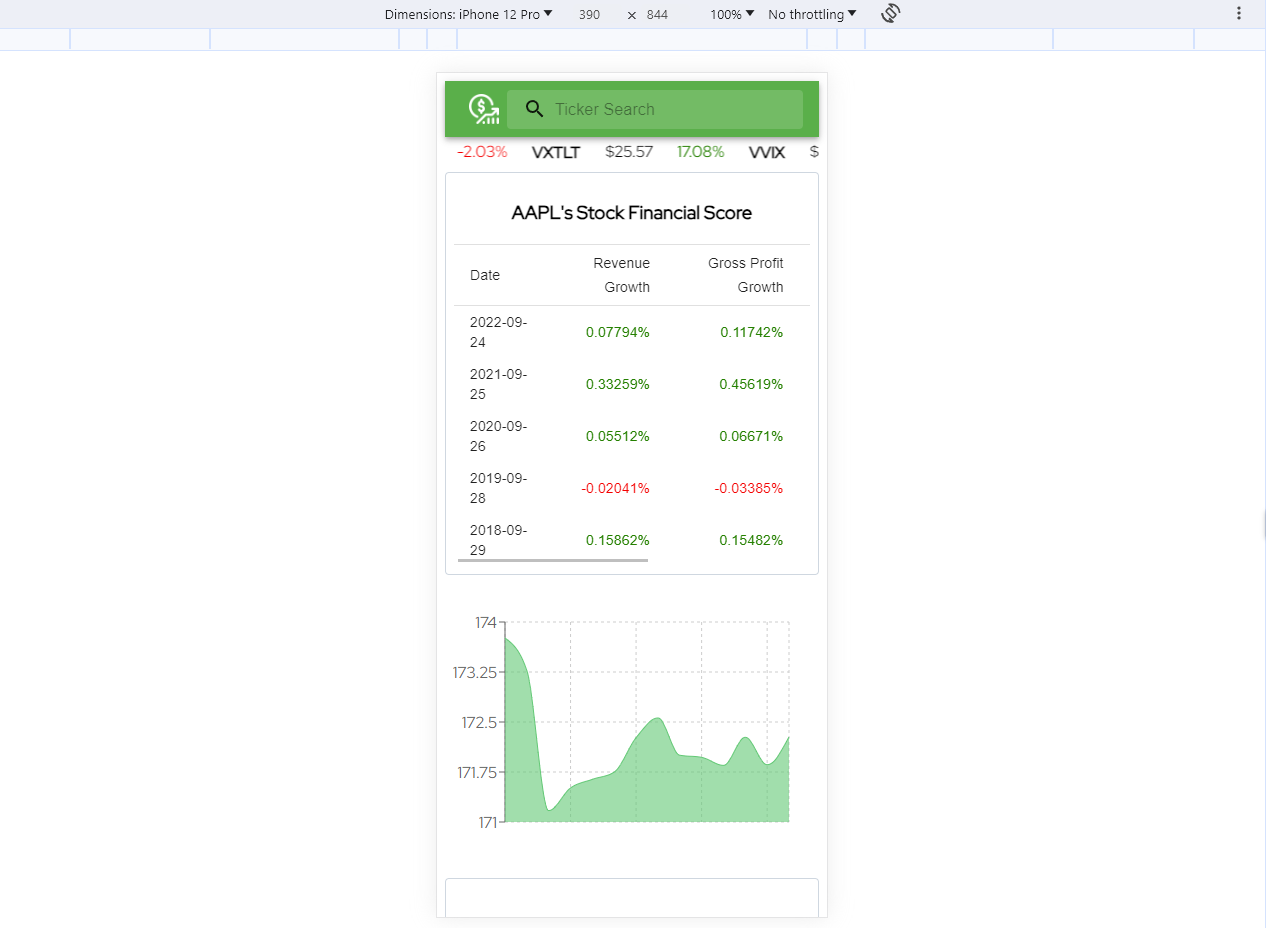 Dimensions: iPhone 12 Pro 390 × 844 100% No throttling
Ticker Search
-2.03% VXTLT $25.57 17.08% VVIX $
AAPL's Stock Financial Score
Date Revenue Growth Gross Profit Growth
2022-09-24 0.07794% 0.11742%
2021-09-25 0.33259% 0.45619%
2020-09-26 0.05512% 0.06671%
2019-09-28 -0.02041% -0.03385%
2018-09-29 0.15862% 0.15482%
174
173.25
172.5
171.75
171